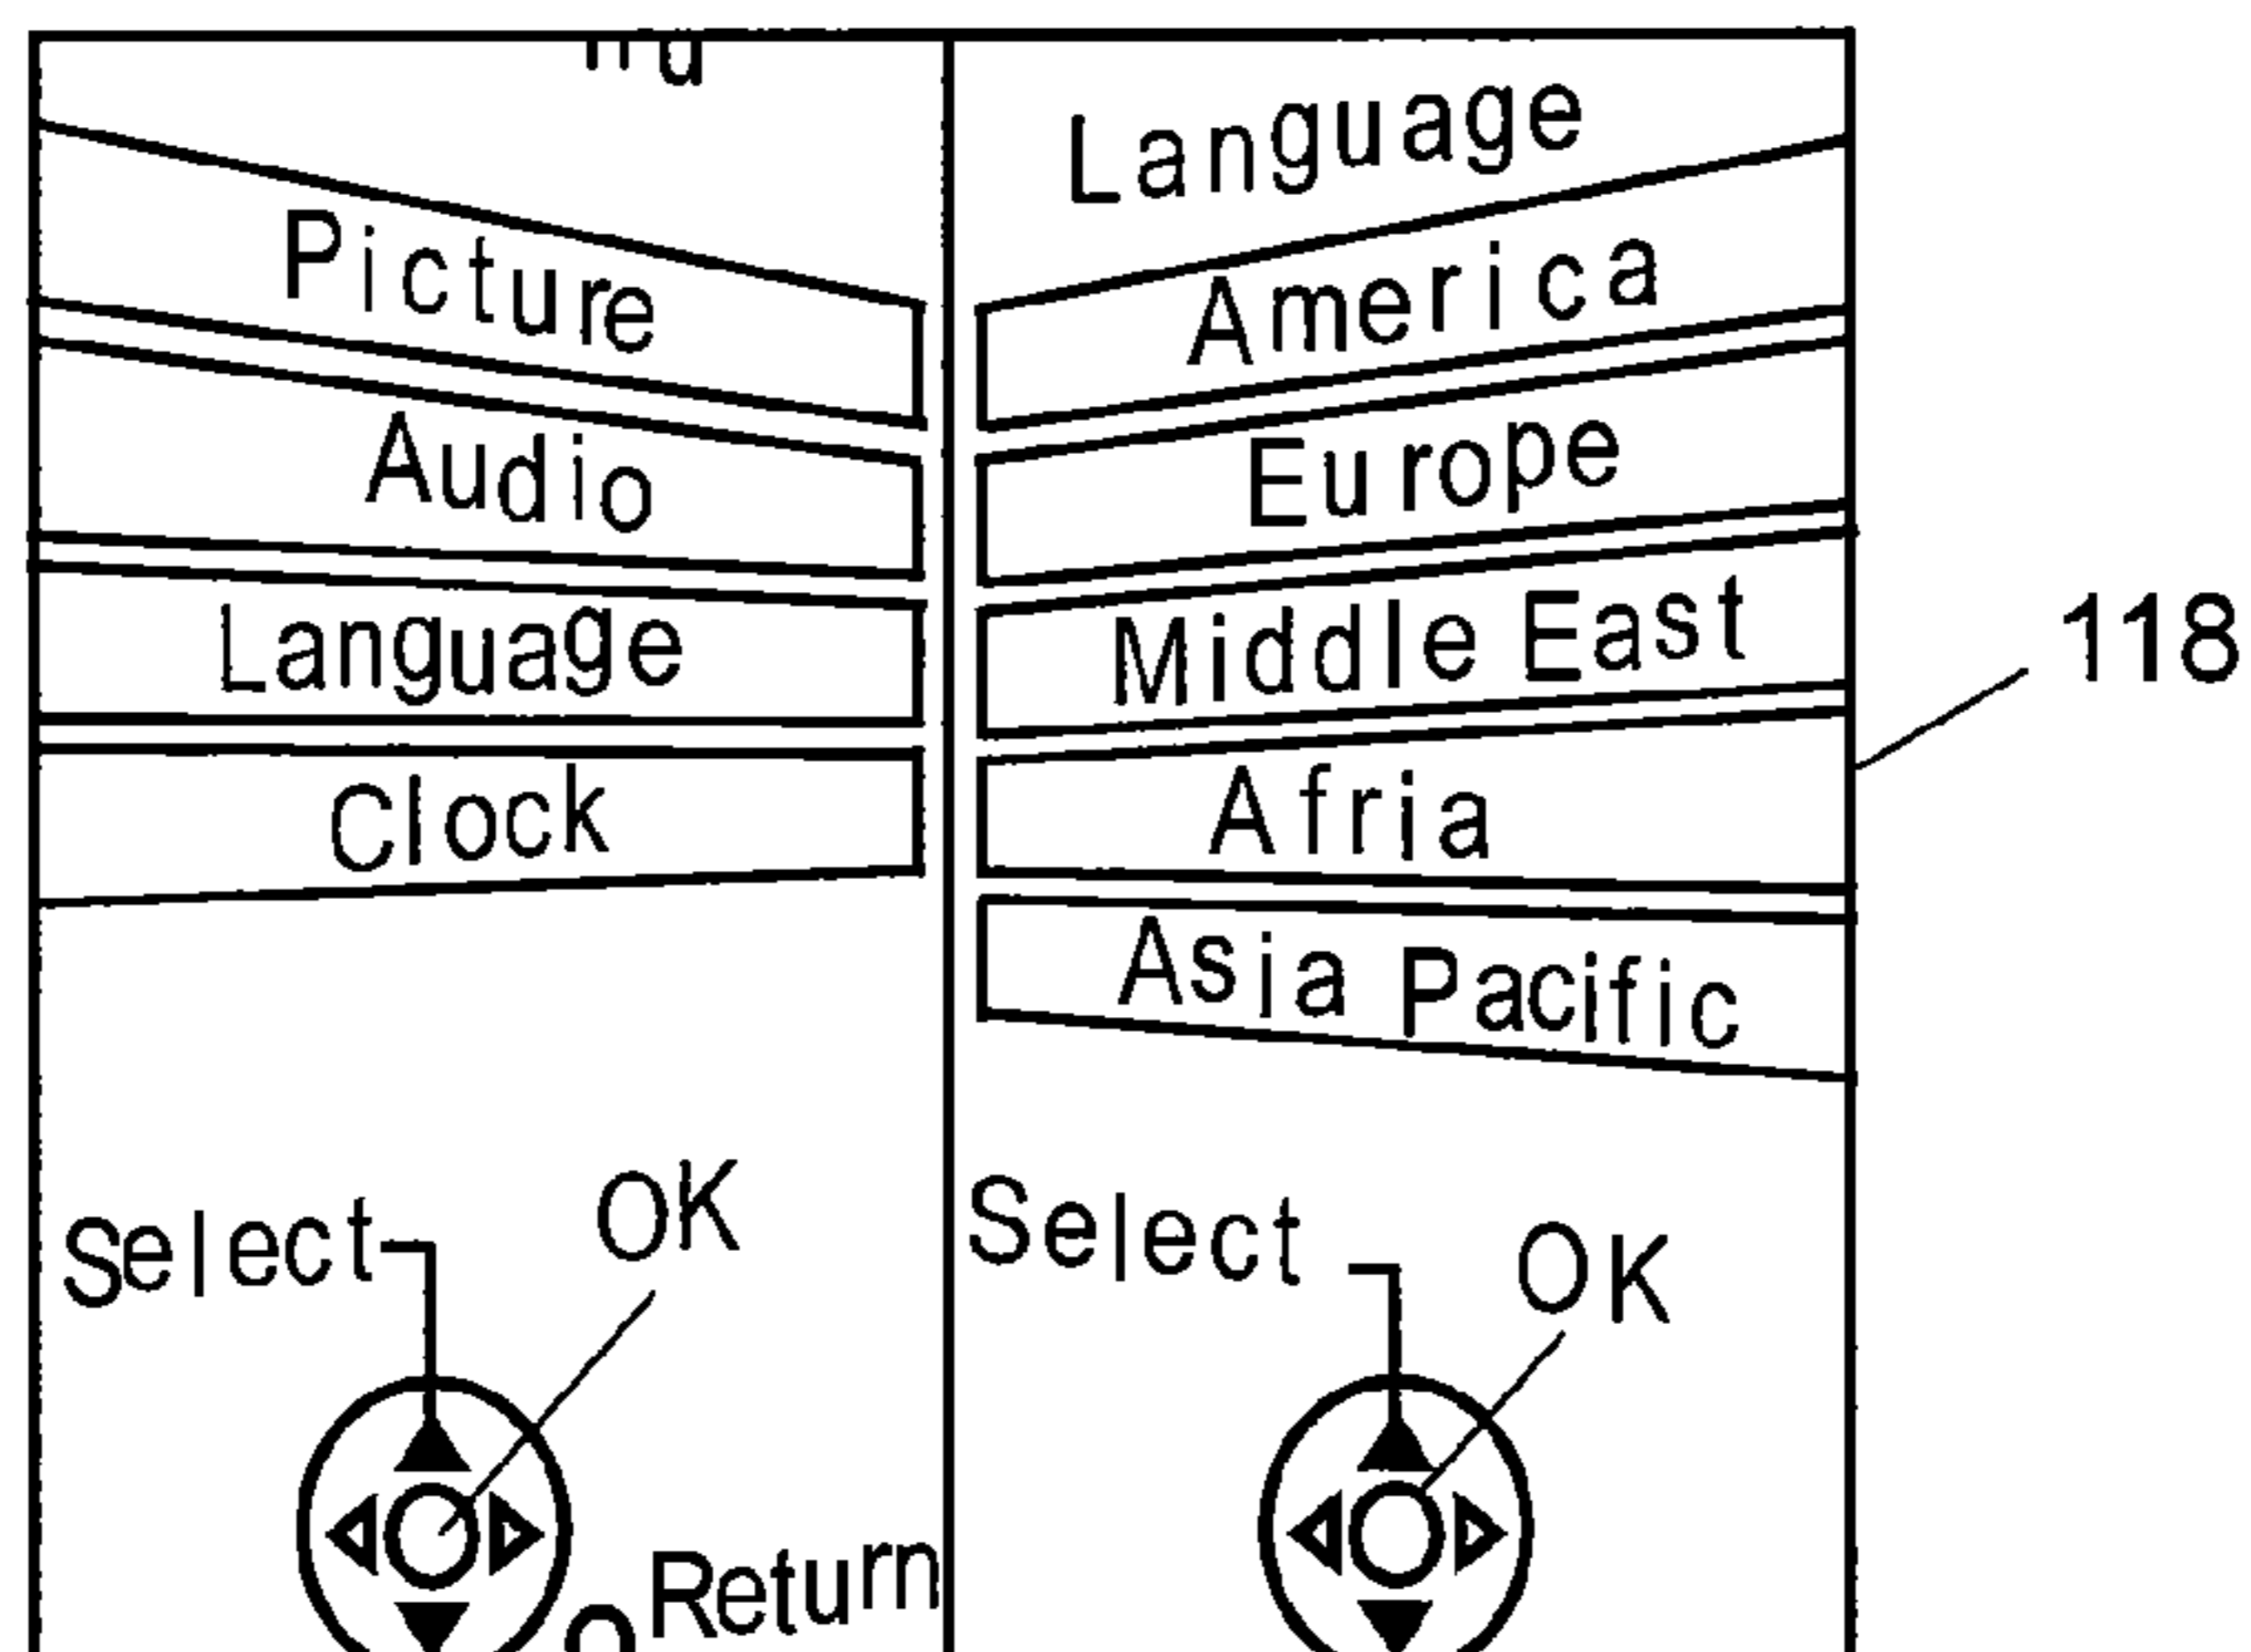 Picture
Audio
Language
Clock
Select
OK
Return
Language
America
Europe
Middle East
Afria
Asia Pacific
Select
OK
118